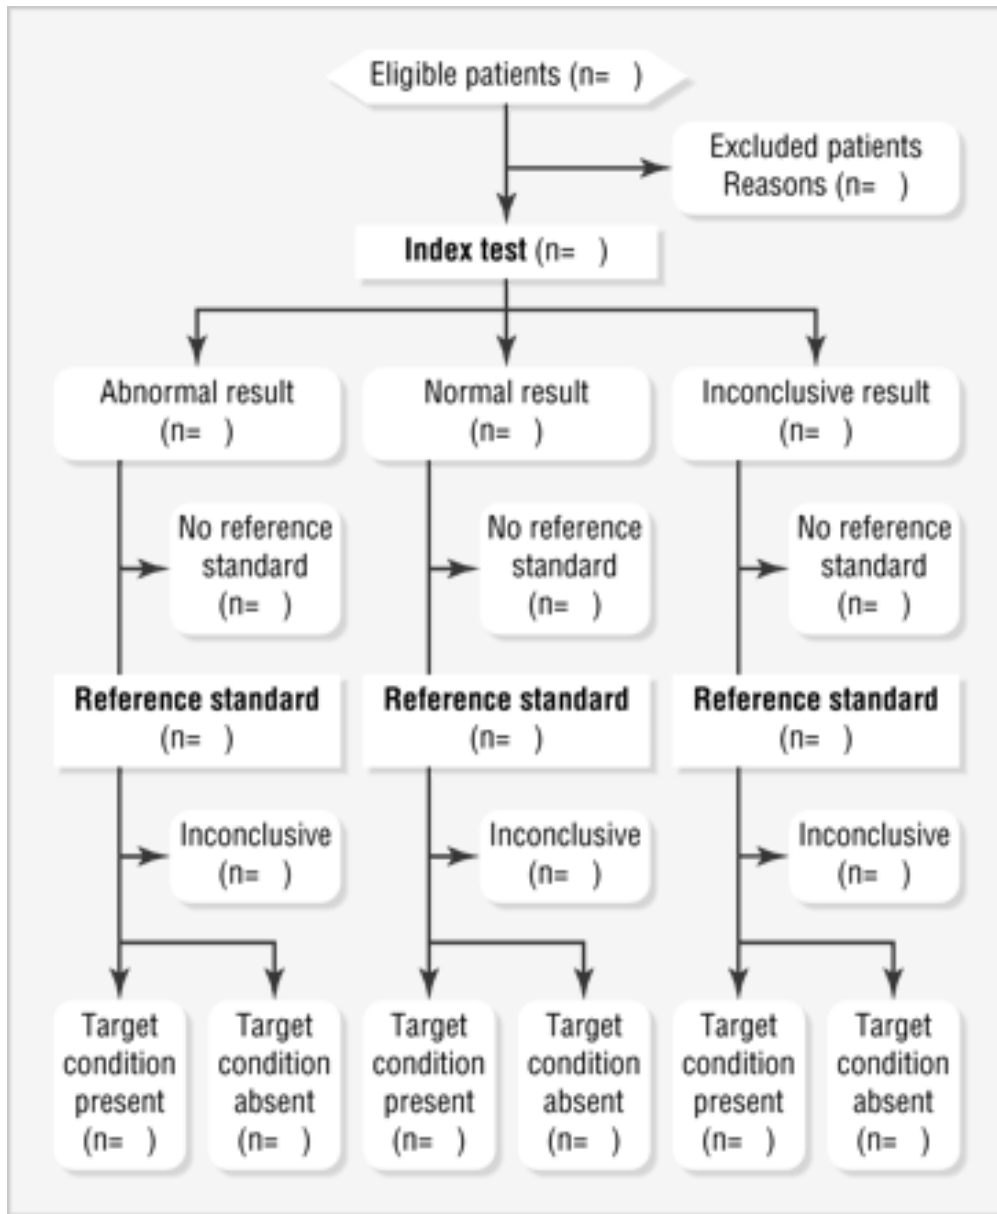 Eligible patients (n=   )
Excluded patients
Reasons (n=   )
Index test (n=   )
Abnormal result
(n=   )
Normal result
(n=   )
Inconclusive result
(n=   )
No reference
standard
(n=   )
No reference
standard
(n=   )
No reference
standard
(n=   )
Reference standard
(n=   )
Reference standard
(n=   )
Reference standard
(n=   )
Inconclusive
(n=   )
Inconclusive
(n=   )
Inconclusive
(n=   )
Target
condition
present
(n=   )
Target
condition
absent
(n=   )
Target
condition
present
(n=   )
Target
condition
absent
(n=   )
Target
condition
present
(n=   )
Target
condition
absent
(n=   )